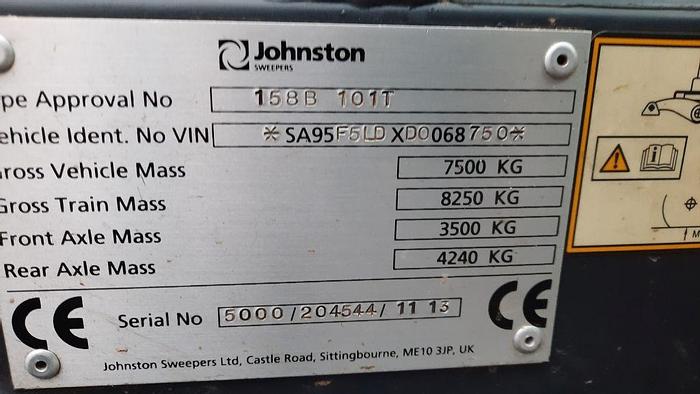 Johnston
SWEEPERS
pe Approval No 158B 101T
ehicle Ident. No VIN *SA95F5LDXD0068750*
Gross Vehicle Mass 7500 KG
Gross Train Mass 8250 KG
Front Axle Mass 3500 KG
Rear Axle Mass 4240 KG
CE Serial No 5000/204544/ 11 13 CE
Johnston Sweepers Ltd, Castle Road, Sittingbourne, ME10 3JP, UK
M